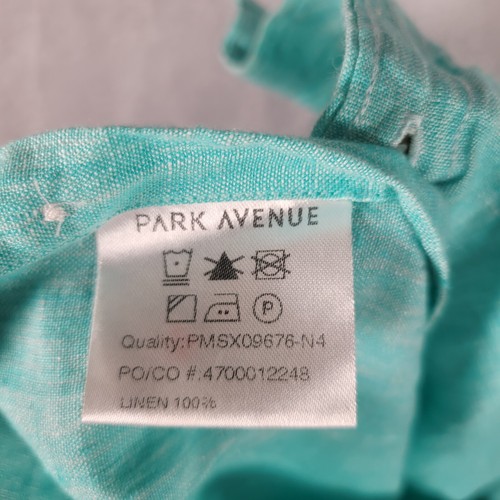 PARK AVENUE
P
Quality:PMSX09676-N4
PO/CO #.4700012248
LINEN 100%